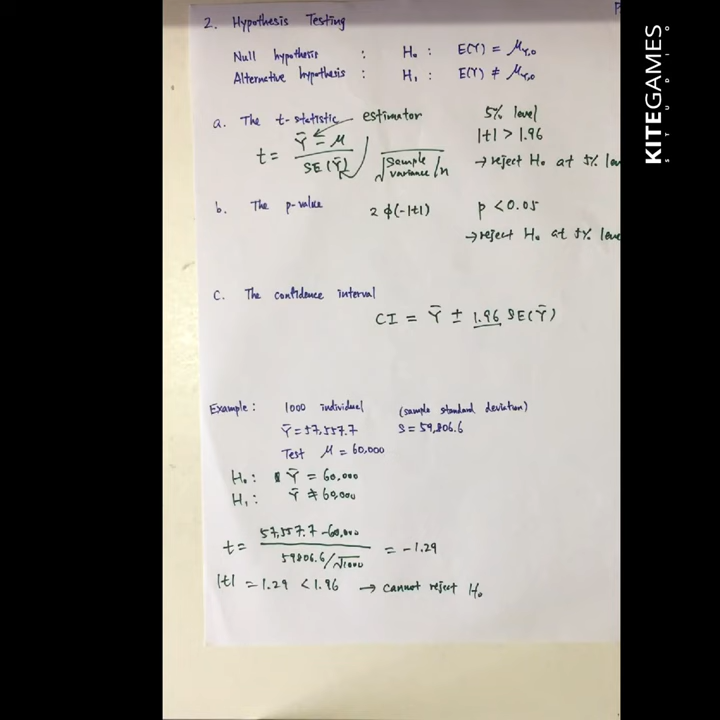 2. Hypothesis Testing
Null hypothesis : H₀ : E(Y) = μY,0
Alternative hypothesis : H₁ : E(Y) ≠ μY,0
a. The t-statistic
estimator
t = (Ȳ - μ) / SE(Ȳ)
√(sample variance/n)
5% level
|t| > 1.96
→ reject H₀ at 5%
b. The p-value 2Φ(-|t|)
p < 0.05
→ reject H₀ at 5%
c. The confidence interval
CI = Ȳ ± 1.96 SE(Ȳ)
Example: 1000 individual (sample standard deviation)
Ȳ = 57,557.7 S = 59,806.6
Test μ = 60,000
H₀: Ȳ = 60,000
H₁: Ȳ ≠ 60,000
t = (57,557.7 - 60,000) / (59806.6/√1000) = -1.29
|t| = 1.29 < 1.96 → cannot reject H₀
KITEGAMES
STUDIO